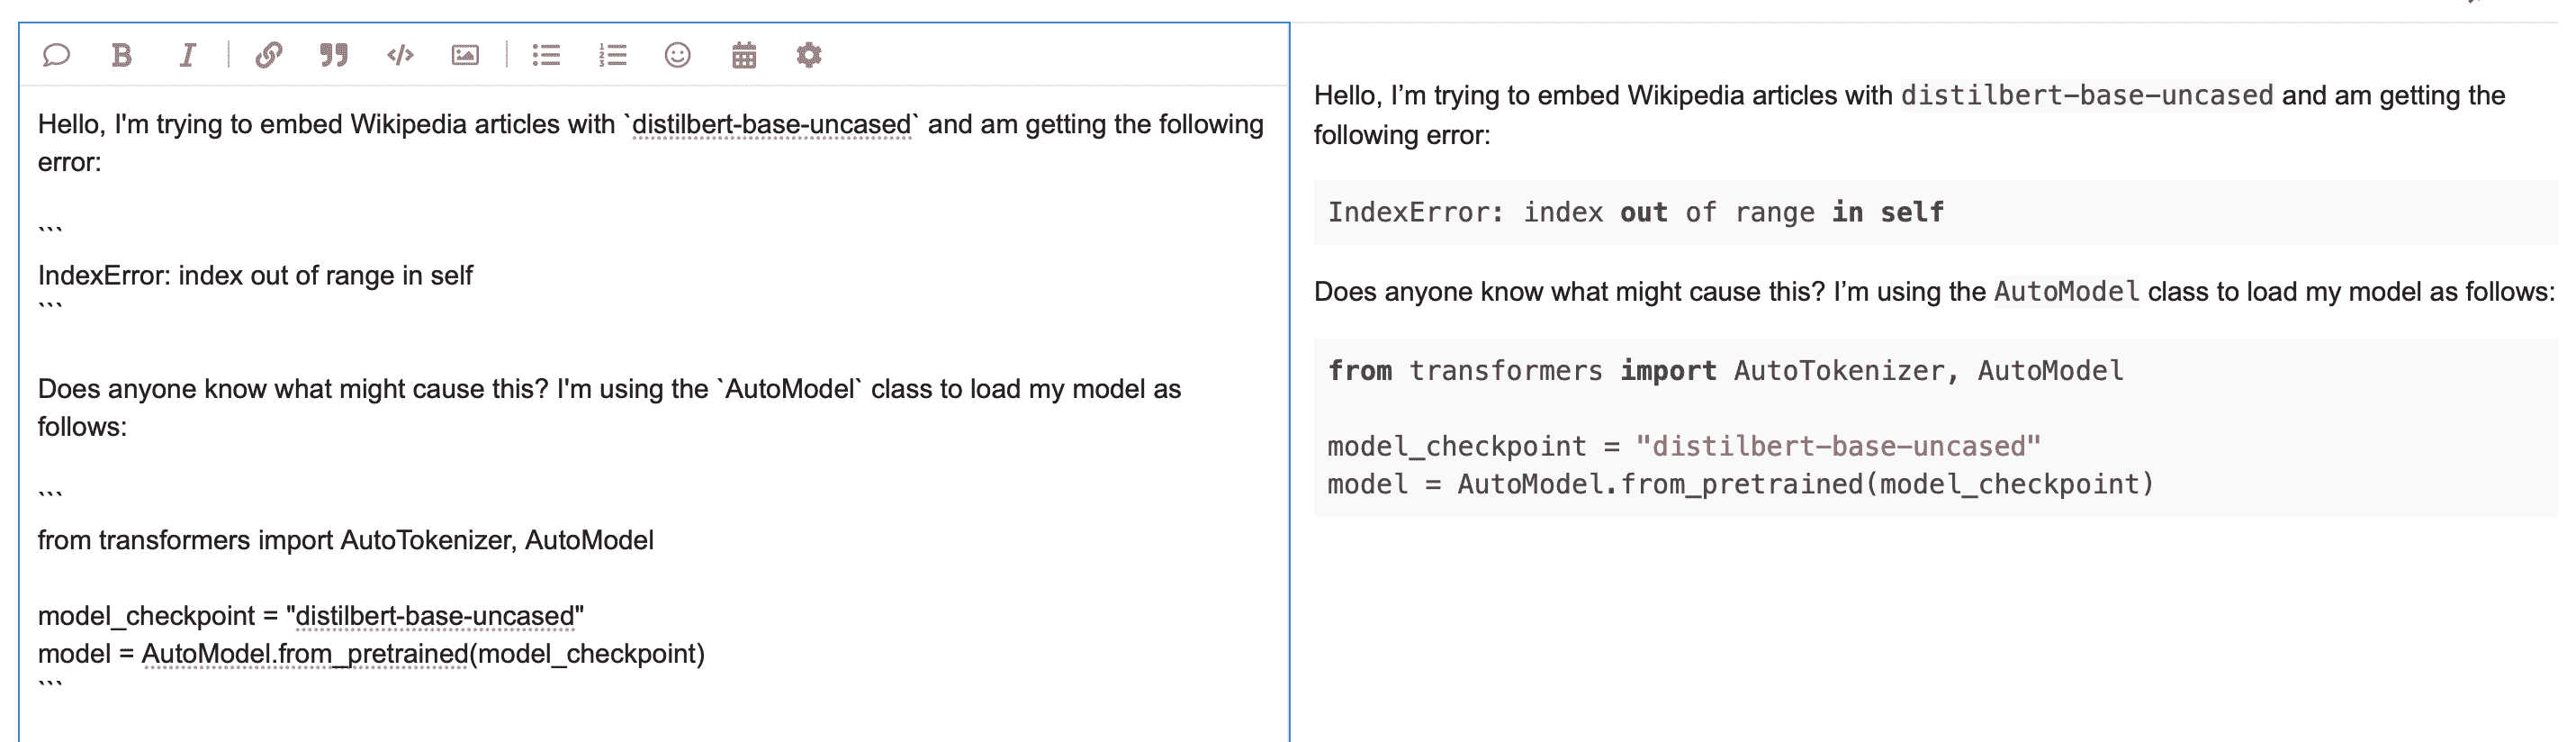 Hello, I'm trying to embed Wikipedia articles with `distilbert-base-uncased` and am getting the following
error:
```
IndexError: index out of range in self
```
Does anyone know what might cause this? I'm using the `AutoModel` class to load my model as
follows:
```
from transformers import AutoTokenizer, AutoModel
model_checkpoint = "distilbert-base-uncased"
model = AutoModel.from_pretrained(model_checkpoint)
```
Hello, I’m trying to embed Wikipedia articles with distilbert-base-uncased and am getting the
following error:
IndexError: index out of range in self
Does anyone know what might cause this? I’m using the AutoModel class to load my model as follows:
from transformers import AutoTokenizer, AutoModel
model_checkpoint = "distilbert-base-uncased"
model = AutoModel.from_pretrained(model_checkpoint)